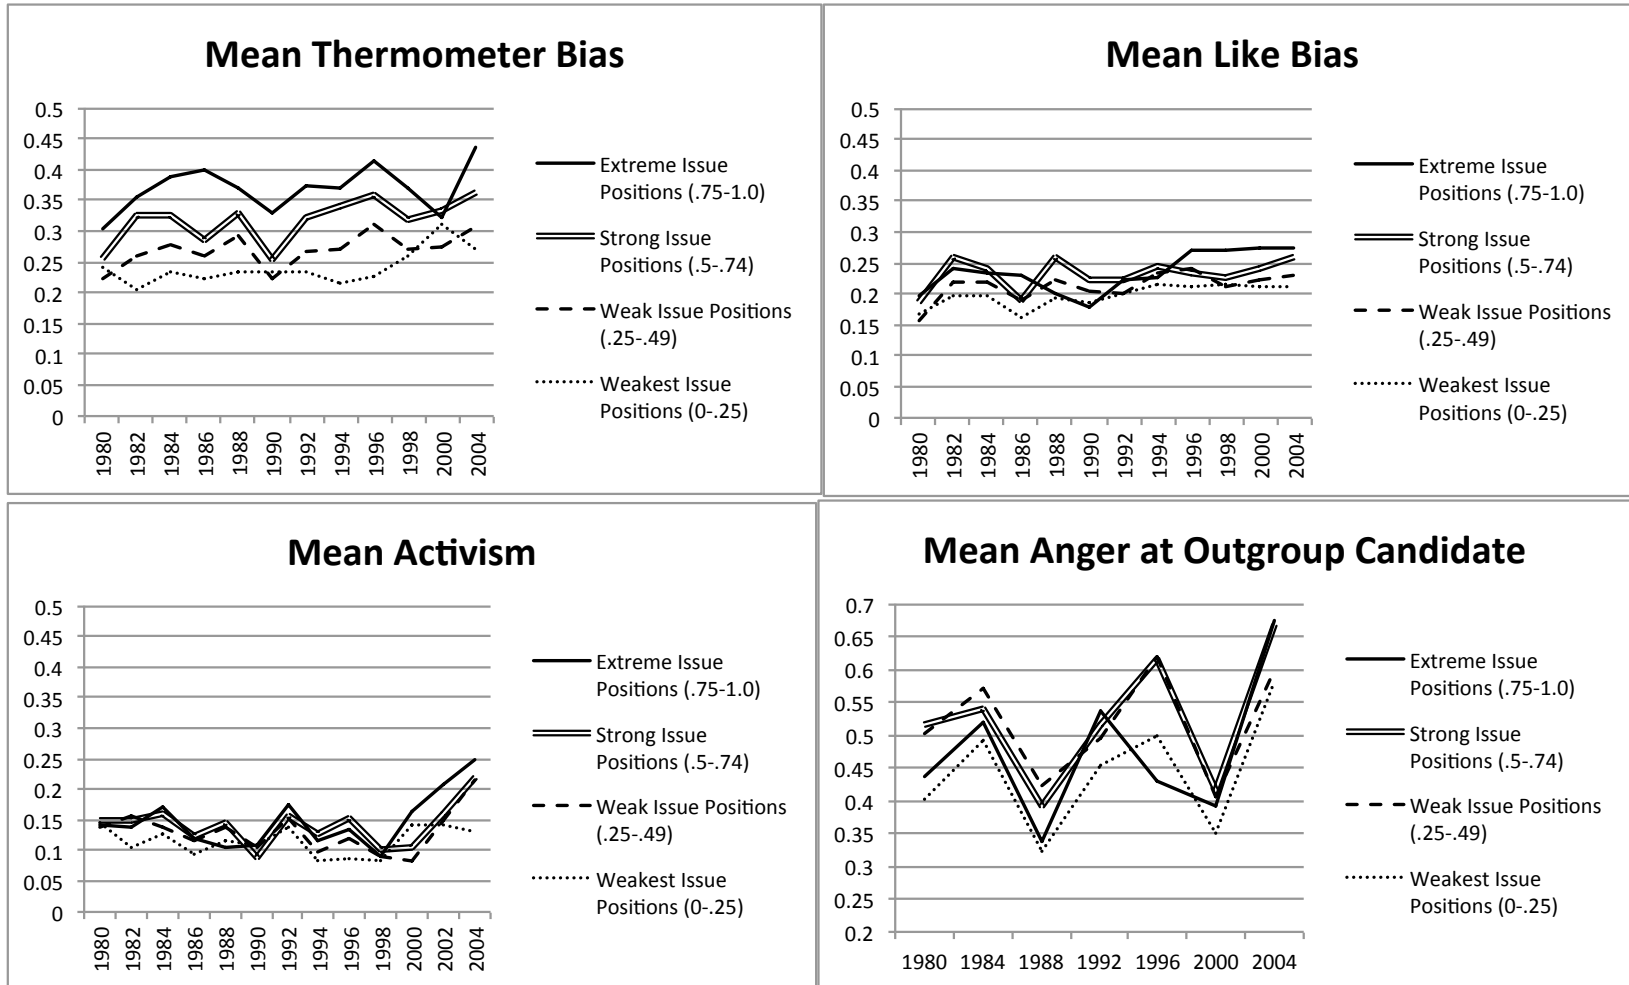 Mean Thermometer Bias
0.5
0.45
0.4
0.35
0.3
0.25
0.2
0.15
0.1
0.05
0
1980
1982
1984
1986
1988
1990
1992
1994
1996
1998
2000
2004
Extreme Issue
Positions (.75-1.0)
Strong Issue
Positions (.5-.74)
Weak Issue Positions
(.25-.49)
Weakest Issue
Positions (0-.25)
Mean Like Bias
0.5
0.45
0.4
0.35
0.3
0.25
0.2
0.15
0.1
0.05
0
1980
1982
1984
1986
1988
1990
1992
1994
1996
1998
2000
2004
Extreme Issue
Positions (.75-1.0)
Strong Issue
Positions (.5-.74)
Weak Issue Positions
(.25-.49)
Weakest Issue
Positions (0-.25)
Mean Activism
0.5
0.45
0.4
0.35
0.3
0.25
0.2
0.15
0.1
0.05
0
1980
1982
1984
1986
1988
1990
1992
1994
1996
1998
2000
2002
2004
Extreme Issue
Positions (.75-1.0)
Strong Issue
Positions (.5-.74)
Weak Issue Positions
(.25-.49)
Weakest Issue
Positions (0-.25)
Mean Anger at Outgroup Candidate
0.7
0.65
0.6
0.55
0.5
0.45
0.4
0.35
0.3
0.25
0.2
1980 1984 1988 1992 1996 2000 2004
Extreme Issue
Positions (.75-1.0)
Strong Issue
Positions (.5-.74)
Weak Issue Positions
(.25-.49)
Weakest Issue
Positions (0-.25)